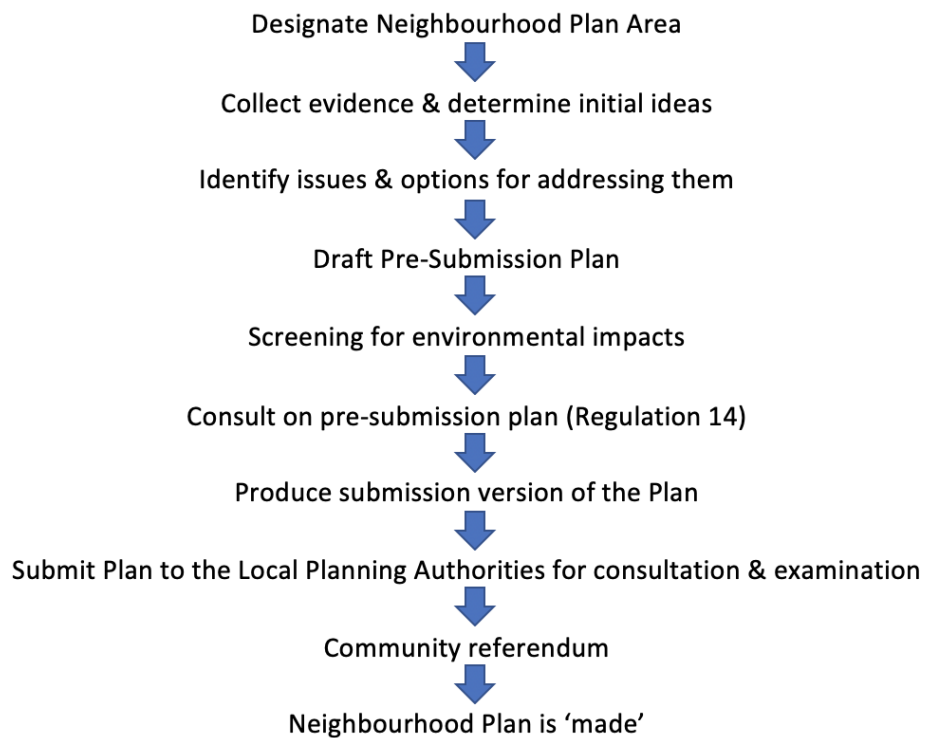 Designate Neighbourhood Plan Area
Collect evidence & determine initial ideas
Identify issues & options for addressing them
Draft Pre-Submission Plan
Screening for environmental impacts
Consult on pre-submission plan (Regulation 14)
Produce submission version of the Plan
Submit Plan to the Local Planning Authorities for consultation & examination
Community referendum
Neighbourhood Plan is ‘made’